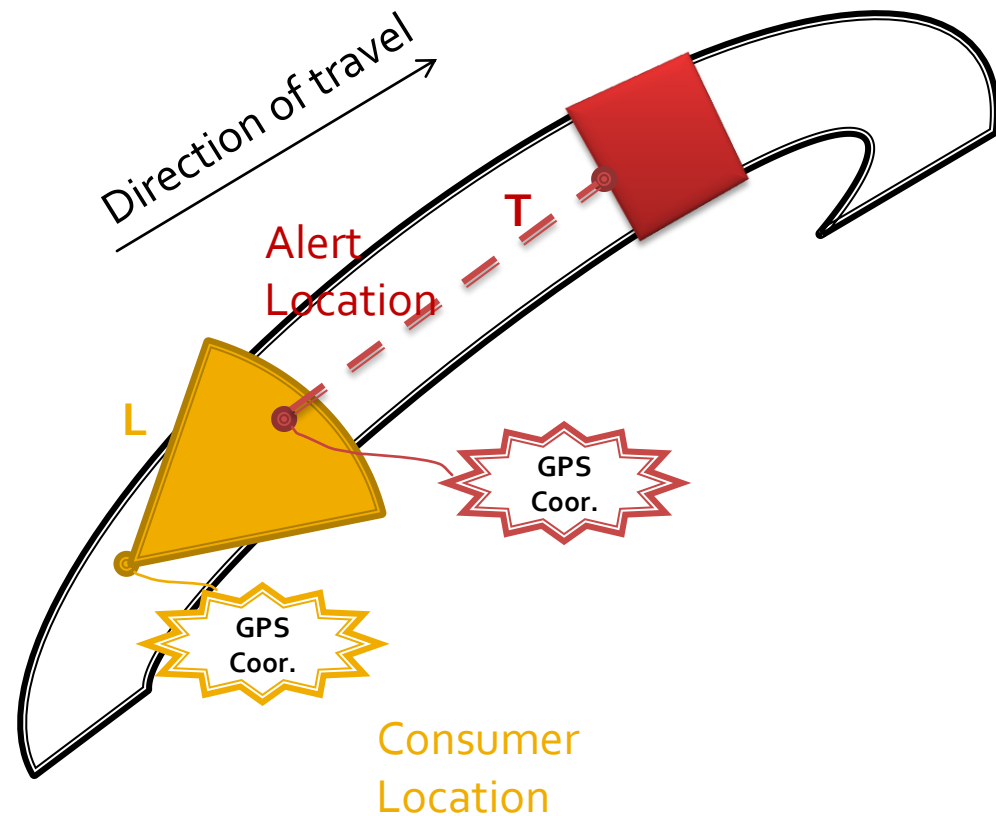 Direction of travel
T
Alert
Location
L
GPS
Coor.
GPS
Coor.
Consumer
Location